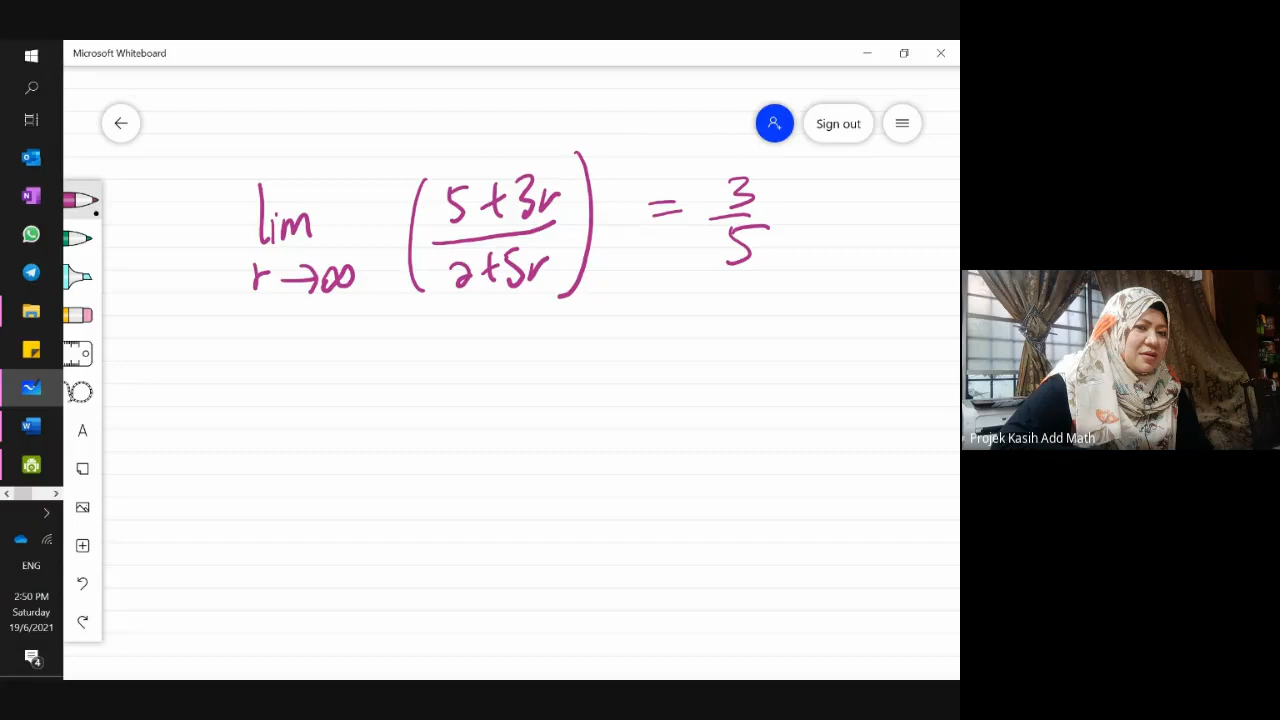 Microsoft Whiteboard
Sign out
lim r→∞ (5+3r / 2+5r) = 3/5
A
ENG
2:50 PM
Saturday
19/6/2021
4
Projek Kasih Add Math